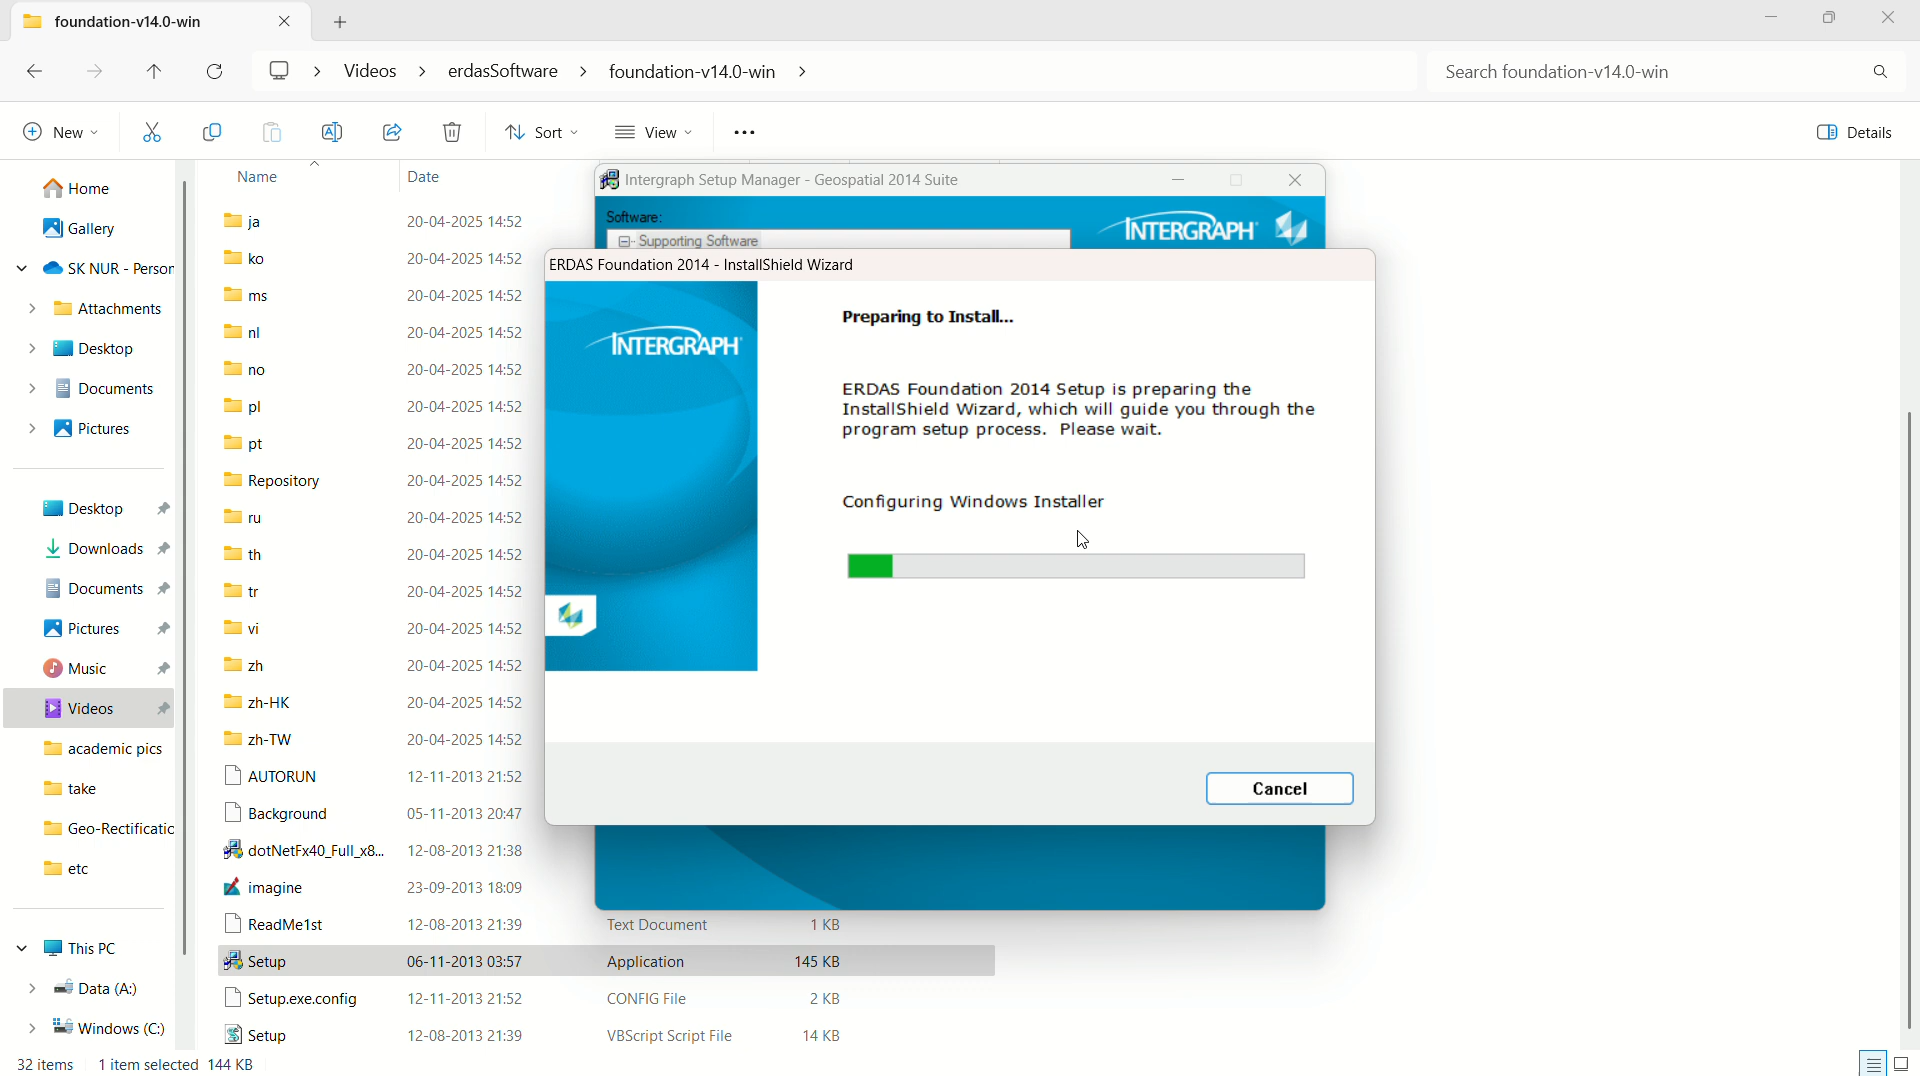 foundation-v14.0-win
Videos
erdasSoftware
foundation-v14.0-win
Search foundation-v14.0-win
New
Sort
View
Details
Home
Gallery
SK NUR - Person
Attachments
Desktop
Documents
Pictures
Desktop
Downloads
Documents
Pictures
Music
Videos
academic pics
take
Geo-Rectificatio
etc
This PC
Data (A:)
Windows (C:)
Name Date
ja 20-04-2025 14:52
ko 20-04-2025 14:52
ms 20-04-2025 14:52
nl 20-04-2025 14:52
no 20-04-2025 14:52
pl 20-04-2025 14:52
pt 20-04-2025 14:52
Repository 20-04-2025 14:52
ru 20-04-2025 14:52
th 20-04-2025 14:52
tr 20-04-2025 14:52
vi 20-04-2025 14:52
zh 20-04-2025 14:52
zh-HK 20-04-2025 14:52
zh-TW 20-04-2025 14:52
AUTORUN 12-11-2013 21:52
Background 05-11-2013 20:47
dotNetFx40_Full_x8... 12-08-2013 21:38
imagine 23-09-2013 18:09
ReadMe1st 12-08-2013 21:39 Text Document 1 KB
Setup 06-11-2013 03:57 Application 145 KB
Setup.exe.config 12-11-2013 21:52 CONFIG File 2 KB
Setup 12-08-2013 21:39 VBScript Script File 14 KB
Intergraph Setup Manager - Geospatial 2014 Suite
Software:
Supporting Software
INTERGRAPH
ERDAS Foundation 2014 - InstallShield Wizard
INTERGRAPH
Preparing to Install...
ERDAS Foundation 2014 Setup is preparing the
InstallShield Wizard, which will guide you through the
program setup process. Please wait.
Configuring Windows Installer
Cancel
32 items 1 item selected 144 KB